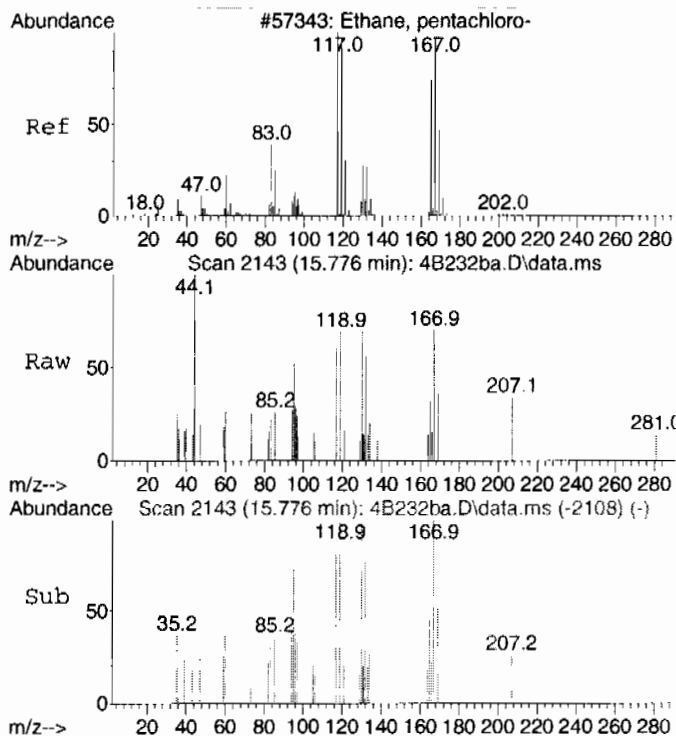 Abundance #57343: Ethane, pentachloro-
117.0 167.0
Ref
50
83.0
47.0
18.0 202.0
0
m/z--> 20 40 60 80 100 120 140 160 180 200 220 240 260 280
Abundance Scan 2143 (15.776 min): 4B232ba.D\data.ms
44.1
118.9 166.9
Raw
50
85.2
207.1
281.0
0
m/z--> 20 40 60 80 100 120 140 160 180 200 220 240 260 280
Abundance Scan 2143 (15.776 min): 4B232ba.D\data.ms (-2108) (-)
118.9 166.9
Sub
50
35.2 85.2
207.2
0
m/z--> 20 40 60 80 100 120 140 160 180 200 220 240 260 280